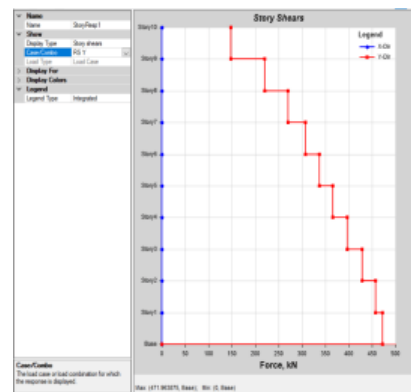 Name
Name StoryResp1
Show
Display Type Story shears
Case/Combo RS Y
Load Type Load Case
Display For
Display Colors
Legend
Legend Type Integrated
Case/Combo
The load case or load combination for which
the response is displayed.
Story Shears
Legend
X-Dir
Y-Dir
Story10
Story9
Story8
Story7
Story6
Story5
Story4
Story3
Story2
Story1
Base
0 50 100 150 200 250 300 350 400 450 500
Force, kN
Max: (471.963075, Base); Min: (0, Base)